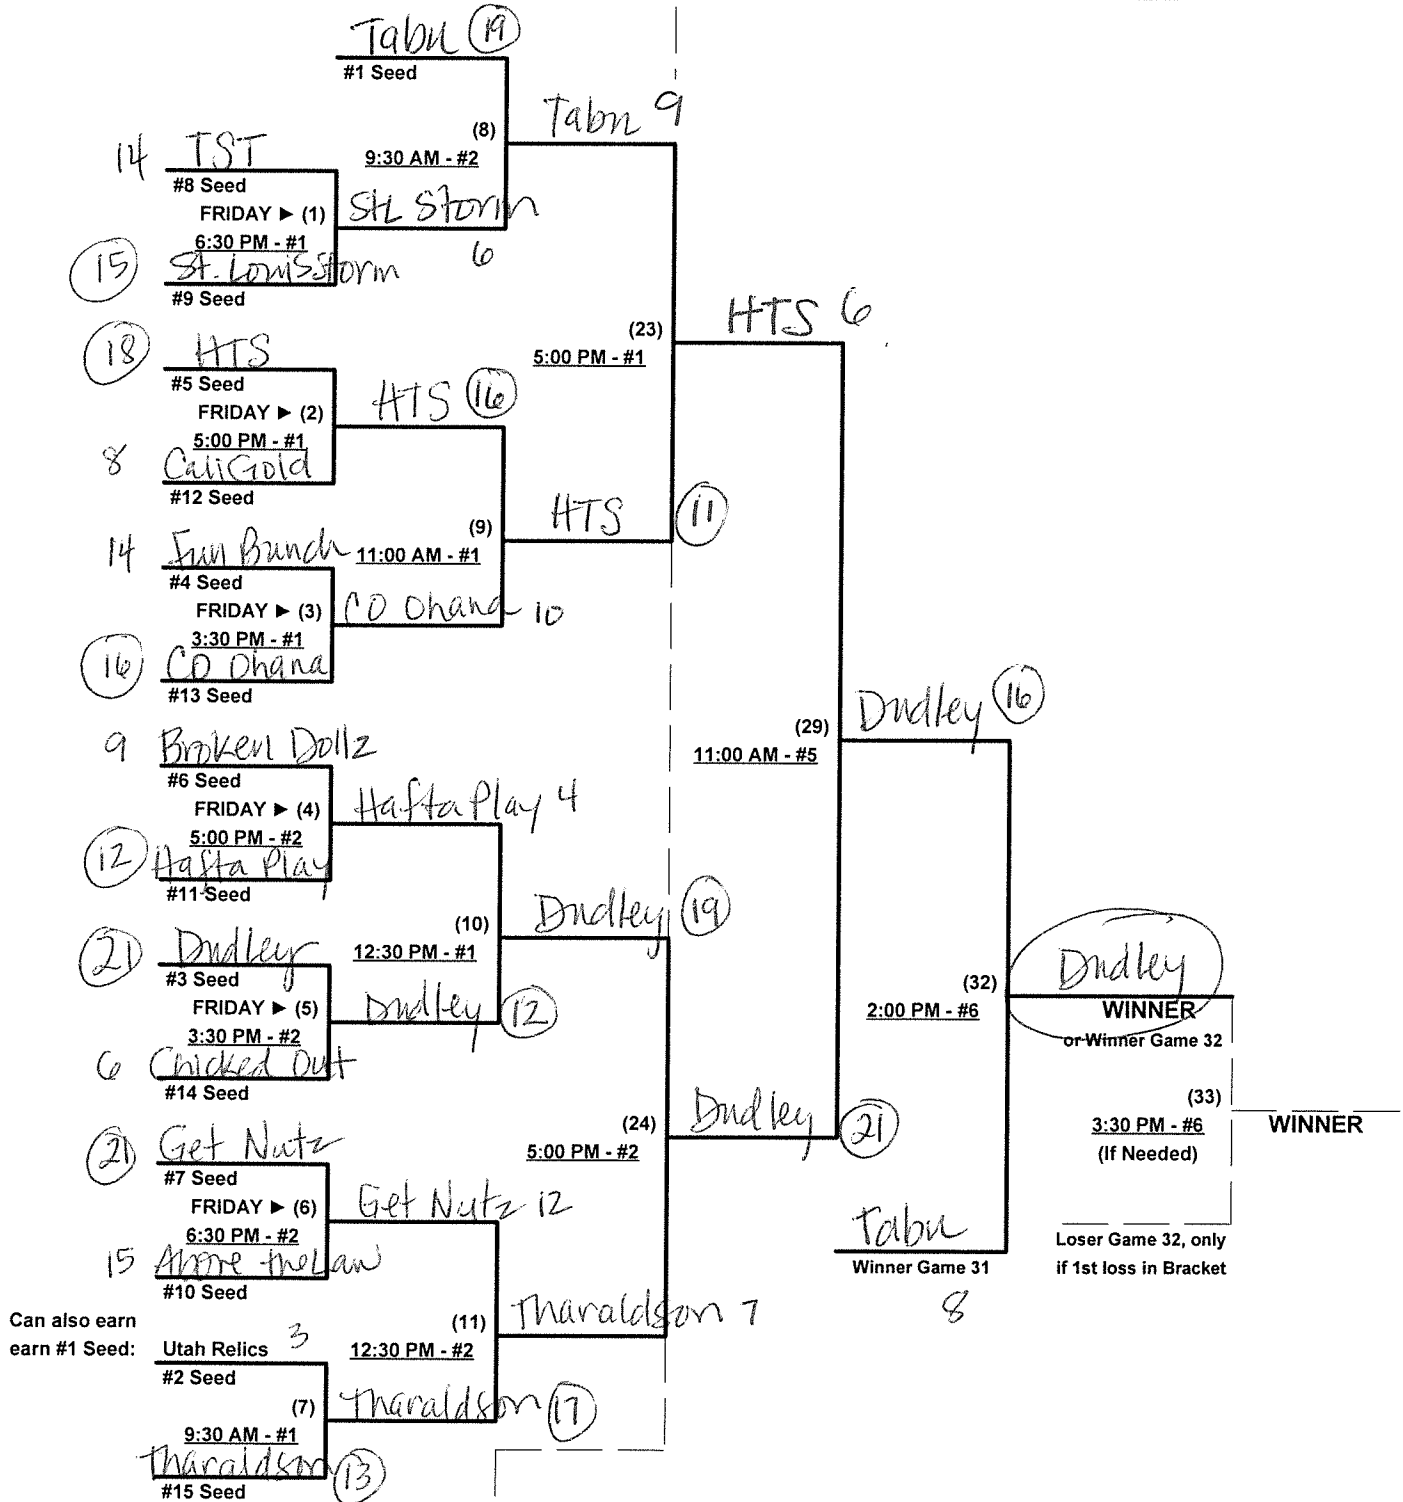 Tabu 19
#1 Seed
(8) Tabu 9
9:30 AM - #2
14 TST
#8 Seed
FRIDAY ► (1) StL Storm
6:30 PM - #1 6
15 St. Louis Storm
#9 Seed
HTS 6
(23)
5:00 PM - #1
18 HTS
#5 Seed
FRIDAY ► (2) HTS 16
5:00 PM - #1
8 Cali Gold
#12 Seed
(9) HTS 11
11:00 AM - #1
14 Fun Bunch
#4 Seed
FRIDAY ► (3) CO Ohana 10
3:30 PM - #1
16 CO Ohana
#13 Seed
Dudley 16
(29)
11:00 AM - #5
9 Broken Dollz
#6 Seed
FRIDAY ► (4) Hafta Play 4
5:00 PM - #2
12 Hafta Play
#11 Seed
(10) Dudley 19
12:30 PM - #1
21 Dudley
#3 Seed
FRIDAY ► (5) Dudley 12
3:30 PM - #2
6 Chicked Out
#14 Seed
Dudley
(32) WINNER
2:00 PM - #6 or Winner Game 32
(33)
3:30 PM - #6 WINNER
(If Needed)
(24) Dudley 21
5:00 PM - #2
21 Get Nutz
#7 Seed
FRIDAY ► (6) Get Nutz 12
6:30 PM - #2
15 Above the Law
#10 Seed
Tabu
Winner Game 31
8
Loser Game 32, only
if 1st loss in Bracket
(11) Tharaldson 7
12:30 PM - #2
Can also earn
earn #1 Seed: Utah Relics 3
#2 Seed
(7) Tharaldson 17
9:30 AM - #1
Tharaldson 13
#15 Seed